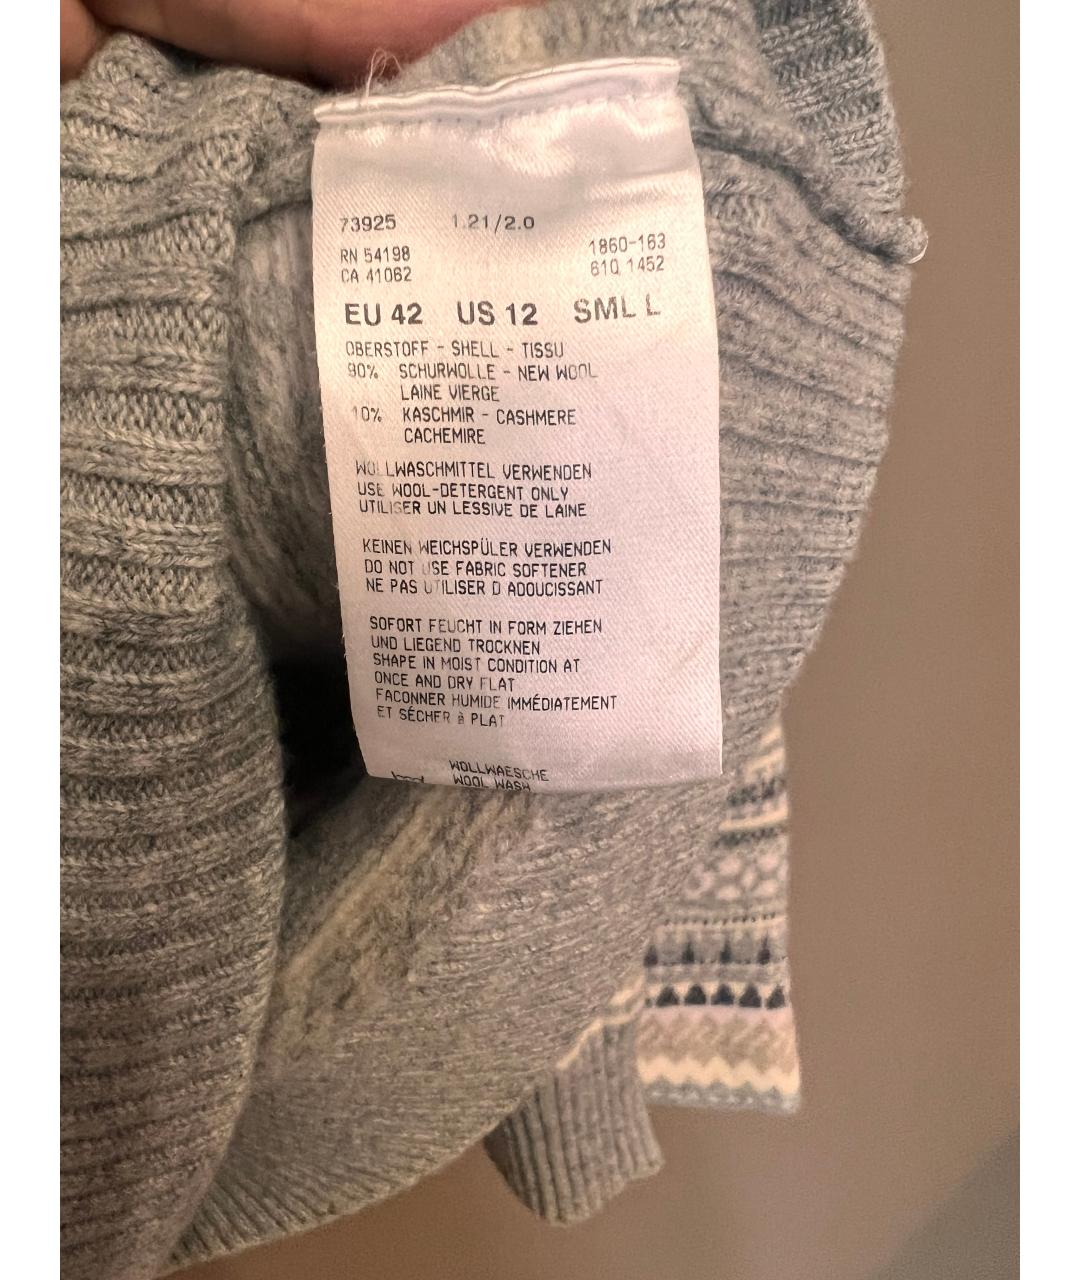 73925 1.21/2.0
RN 54198 1860-163
CA 41062 610 1452
EU 42 US 12 SML L
OBERSTOFF - SHELL - TISSU
90% SCHURWOLLE - NEW WOOL
LAINE VIERGE
10% KASCHMIR - CASHMERE
CACHEMIRE
WOLLWASCHMITTEL VERWENDEN
USE WOOL-DETERGENT ONLY
UTILISER UN LESSIVE DE LAINE
KEINEN WEICHSPÜLER VERWENDEN
DO NOT USE FABRIC SOFTENER
NE PAS UTILISER D ADOUCISSANT
SOFORT FEUCHT IN FORM ZIEHEN
UND LIEGEND TROCKNEN
SHAPE IN MOIST CONDITION AT
ONCE AND DRY FLAT
FACONNER HUMIDE IMMÉDIATEMENT
ET SÉCHER à PLAT
WOLLWAESCHE
WOOL WASH